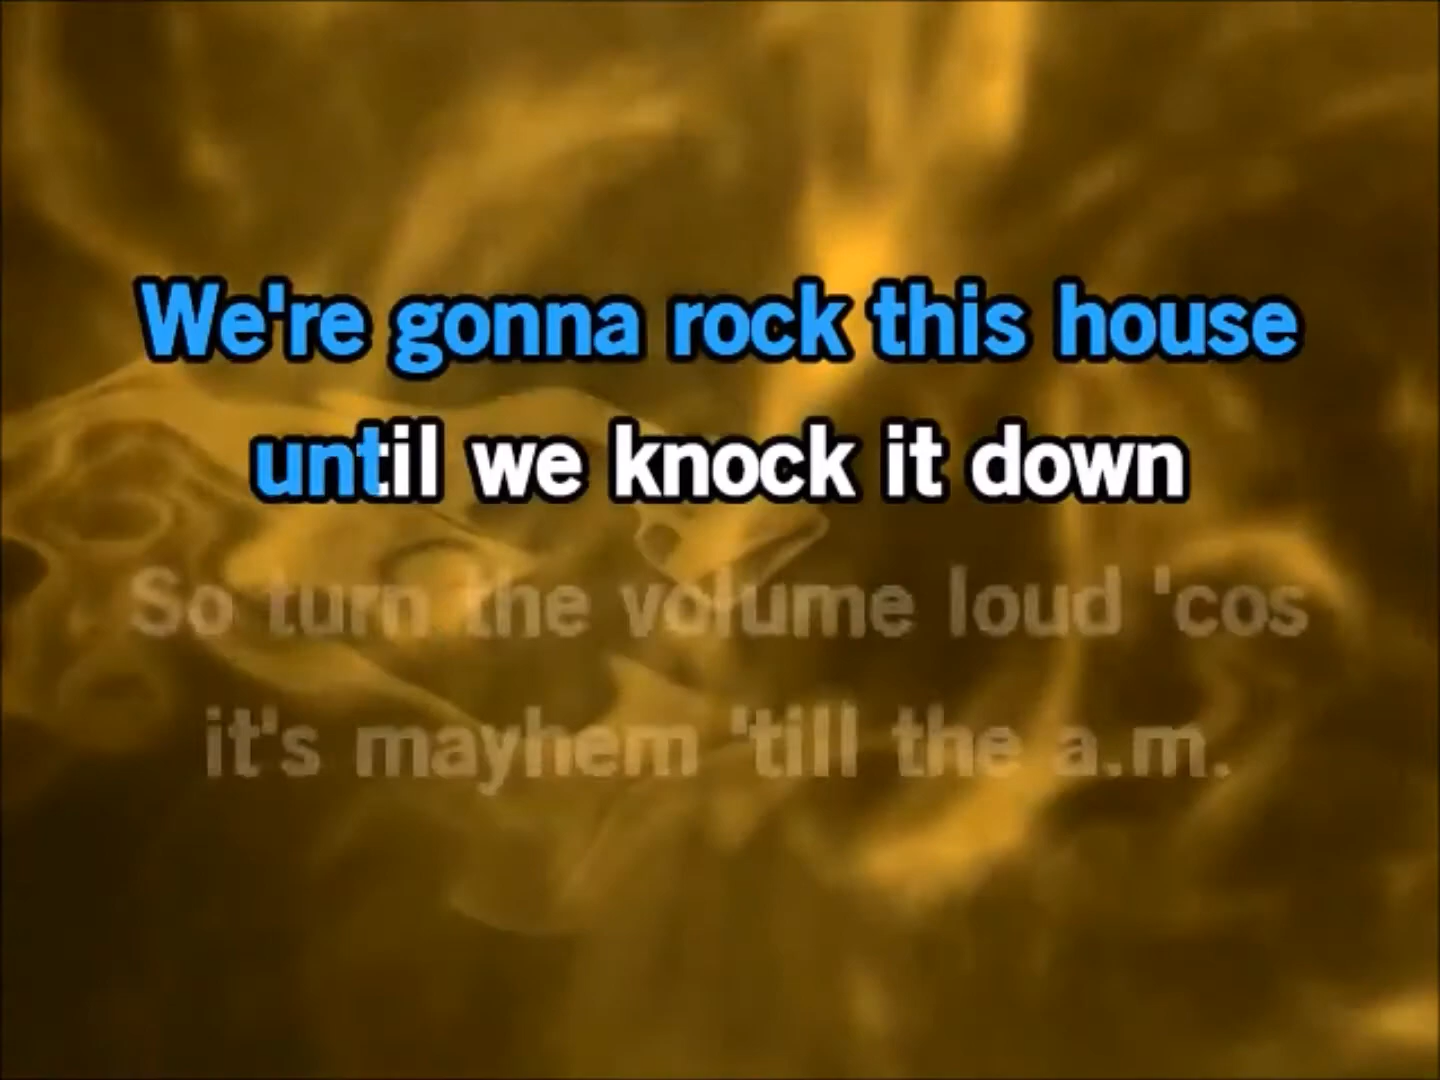 We're gonna rock this house
until we knock it down
So turn the volume loud 'cos
it's mayhem 'till the a.m.